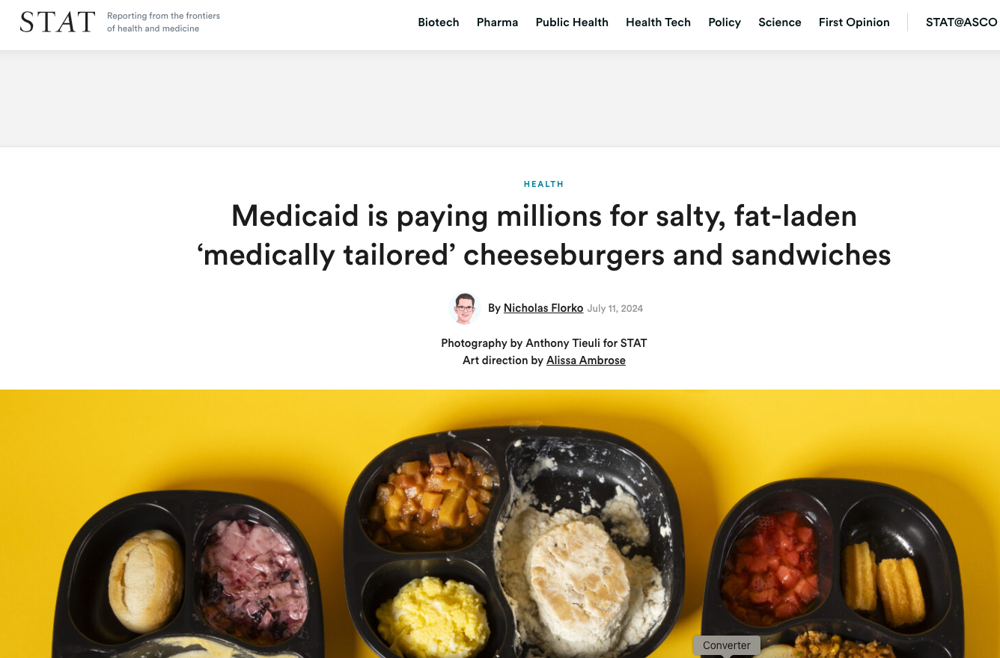 STAT
Reporting from the frontiers
of health and medicine
Biotech Pharma Public Health Health Tech Policy Science First Opinion STAT@ASCO
HEALTH
Medicaid is paying millions for salty, fat-laden
‘medically tailored’ cheeseburgers and sandwiches
By Nicholas Florko July 11, 2024
Photography by Anthony Tieuli for STAT
Art direction by Alissa Ambrose
Converter